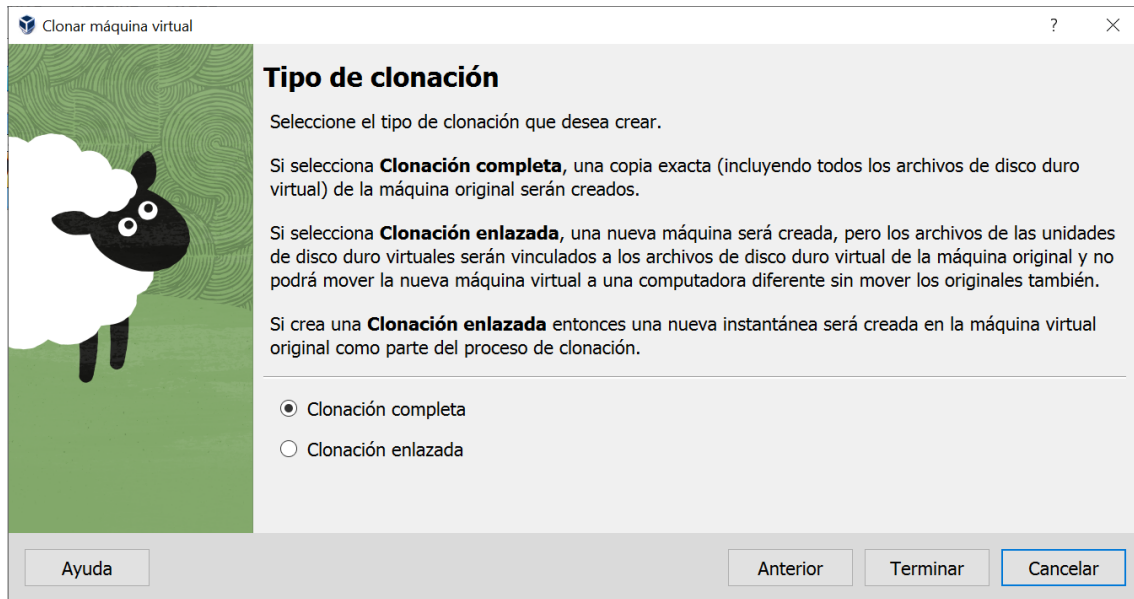 Clonar máquina virtual
?
Tipo de clonación
Seleccione el tipo de clonación que desea crear.
Si selecciona Clonación completa, una copia exacta (incluyendo todos los archivos de disco duro
virtual) de la máquina original serán creados.
Si selecciona Clonación enlazada, una nueva máquina será creada, pero los archivos de las unidades
de disco duro virtuales serán vinculados a los archivos de disco duro virtual de la máquina original y no
podrá mover la nueva máquina virtual a una computadora diferente sin mover los originales también.
Si crea una Clonación enlazada entonces una nueva instantánea será creada en la máquina virtual
original como parte del proceso de clonación.
Clonación completa
Clonación enlazada
Ayuda
Anterior
Terminar
Cancelar